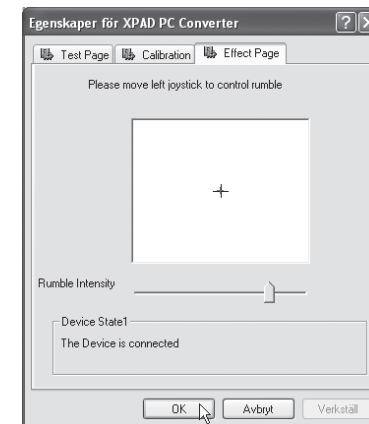 Egenskaper för XPAD PC Converter
Test Page Calibration Effect Page
Please move left joystick to control rumble
Rumble Intensity
Device State1
The Device is connected
OK Avbryt Verkställ